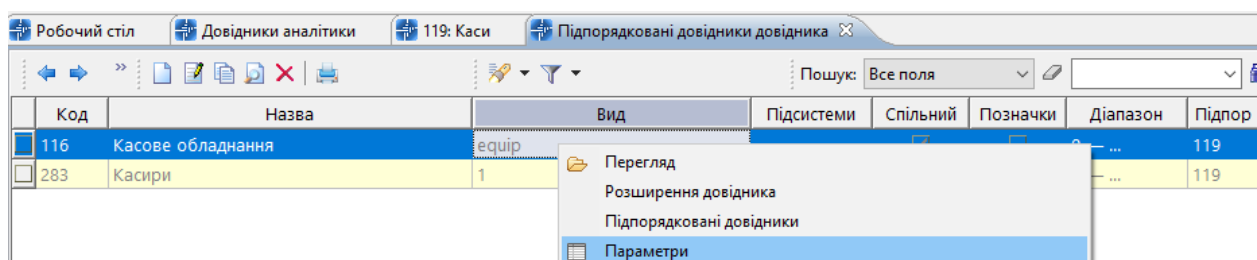 Робочий стіл Довідники аналітики 119: Каси Підпорядковані довідники довідника
» Пошук: Все поля
Код Назва Вид Підсистеми Спільний Позначки Діапазон Підпор
116 Касове обладнання equip — ... 119
283 Касири 1 — ... 119
Перегляд
Розширення довідника
Підпорядковані довідники
Параметри